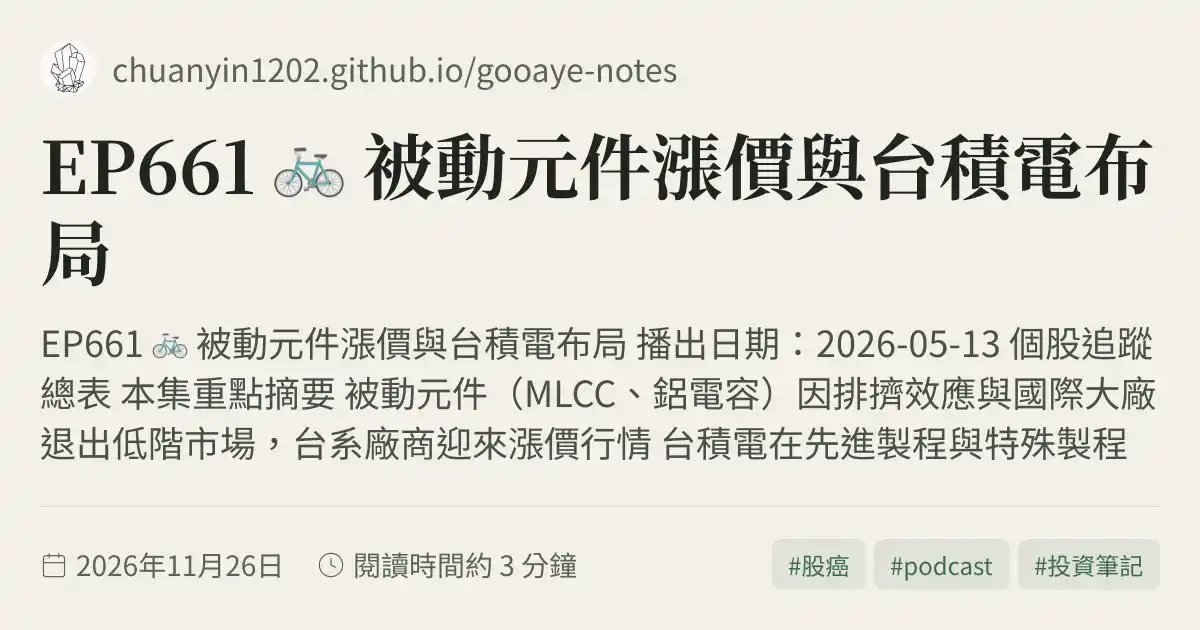 chuanyin1202.github.io/gooaye-notes
EP661 🚲 被動元件漲價與台積電布
局
EP661 🚲 被動元件漲價與台積電布局 播出日期：2026-05-13 個股追蹤
總表 本集重點摘要 被動元件（MLCC、鋁電容）因排擠效應與國際大廠
退出低階市場，台系廠商迎來漲價行情 台積電在先進製程與特殊製程
2026年11月26日 閱讀時間約 3 分鐘 #股癌 #podcast #投資筆記